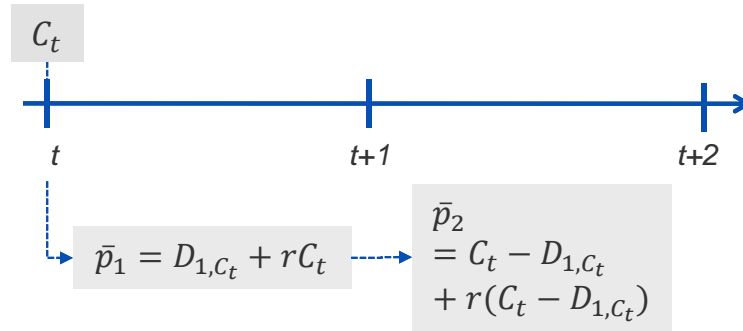 C_t
t
t+1
t+2
p̄_1 = D_{1,C_t} + rC_t
p̄_2
= C_t − D_{1,C_t}
+ r(C_t − D_{1,C_t})